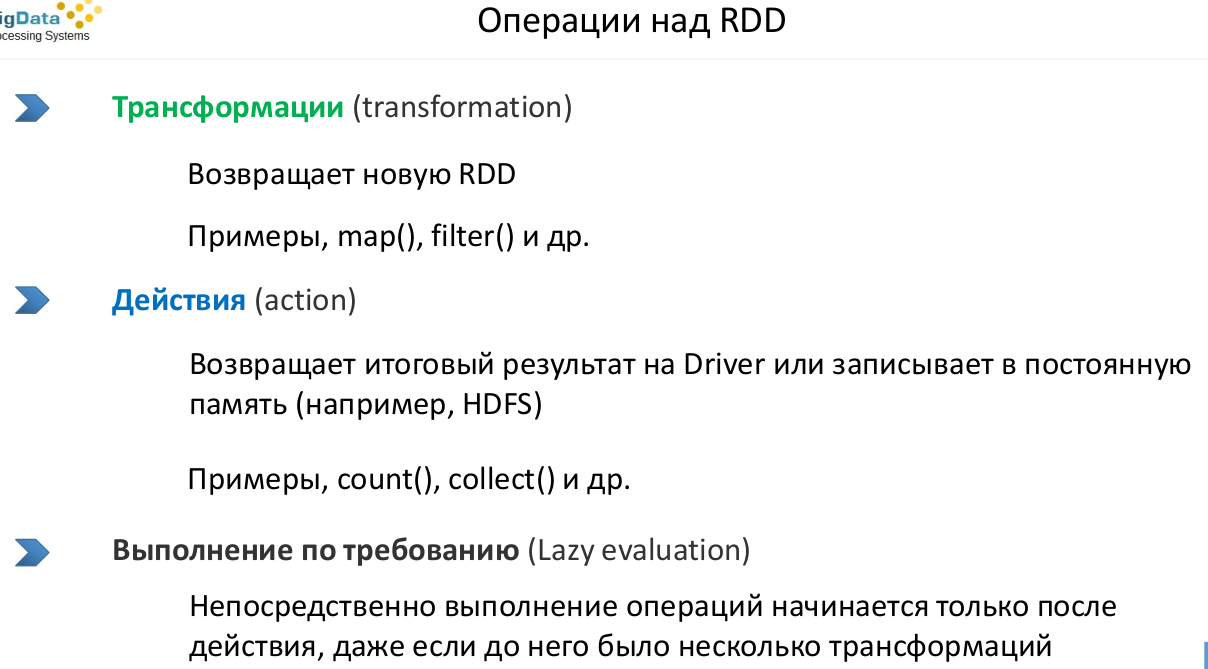 igData
ocessing Systems
Операции над RDD
Трансформации (transformation)
Возвращает новую RDD
Примеры, map(), filter() и др.
Действия (action)
Возвращает итоговый результат на Driver или записывает в постоянную
память (например, HDFS)
Примеры, count(), collect() и др.
Выполнение по требованию (Lazy evaluation)
Непосредственно выполнение операций начинается только после
действия, даже если до него было несколько трансформаций